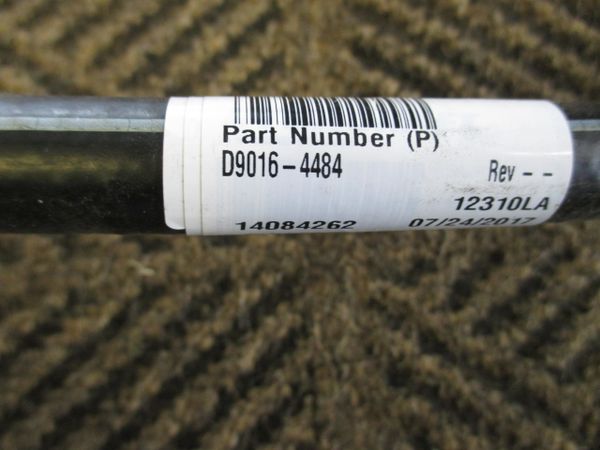 Part Number (P)
D9016-4484 Rev - -
12310LA
14084262 07/24/2017